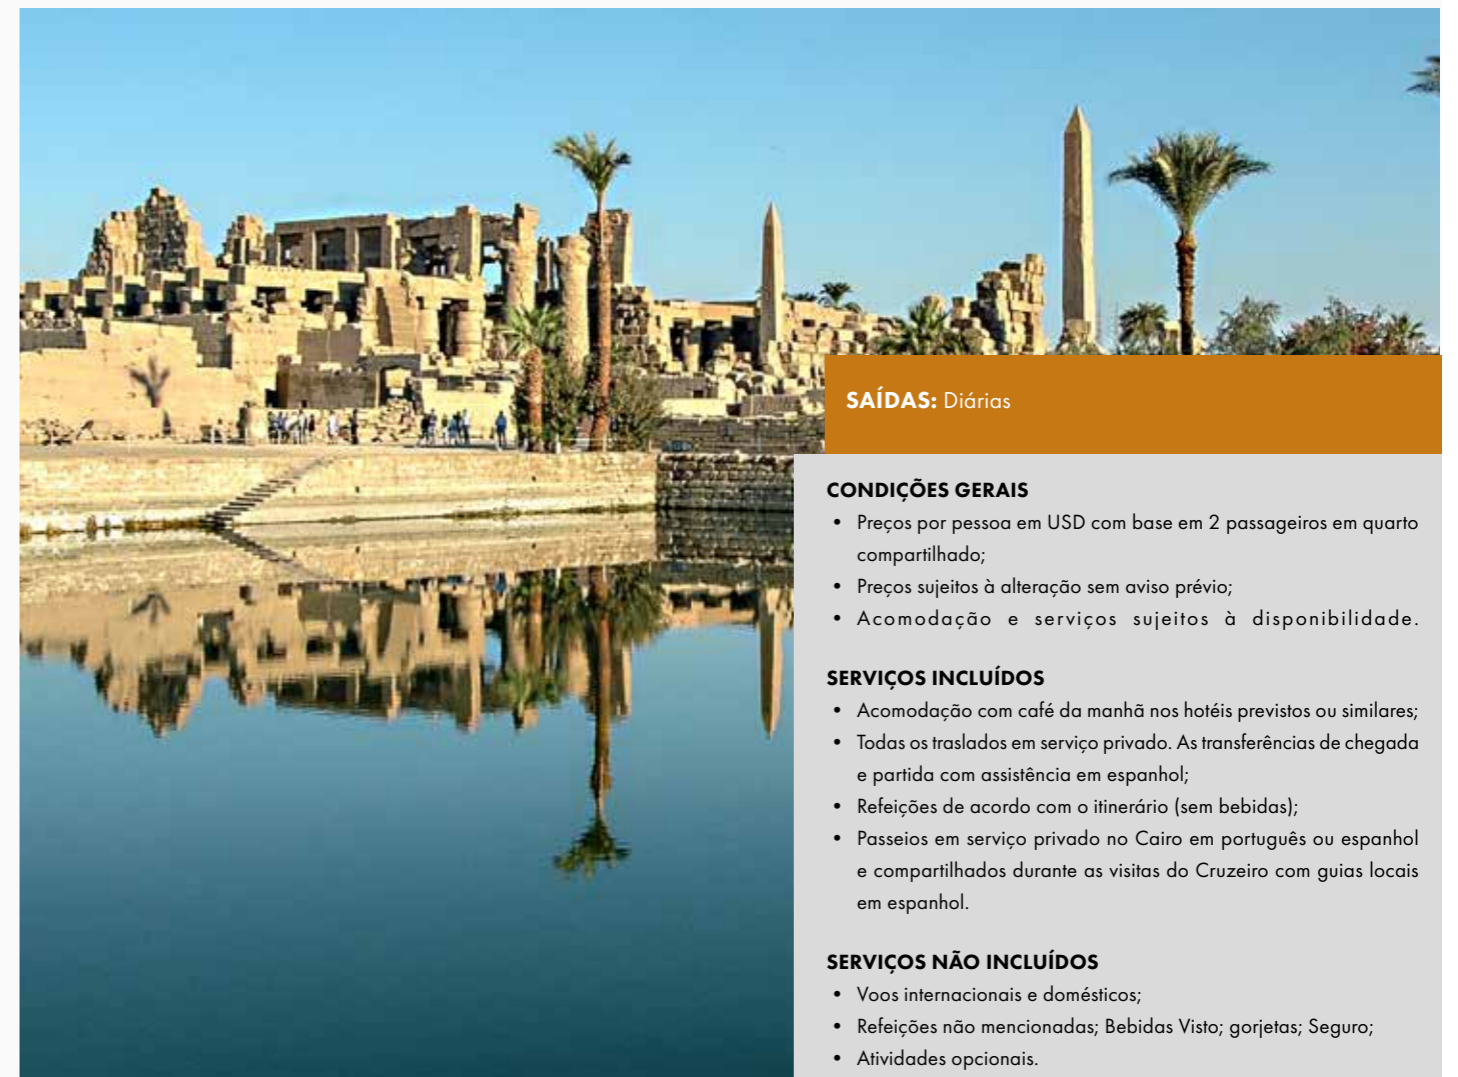 SAÍDAS: Diárias
CONDIÇÕES GERAIS
• Preços por pessoa em USD com base em 2 passageiros em quarto
compartilhado;
• Preços sujeitos à alteração sem aviso prévio;
• Acomodação e serviços sujeitos à disponibilidade.
SERVIÇOS INCLUÍDOS
• Acomodação com café da manhã nos hotéis previstos ou similares;
• Todas os traslados em serviço privado. As transferências de chegada
e partida com assistência em espanhol;
• Refeições de acordo com o itinerário (sem bebidas);
• Passeios em serviço privado no Cairo em português ou espanhol
e compartilhados durante as visitas do Cruzeiro com guias locais
em espanhol.
SERVIÇOS NÃO INCLUÍDOS
• Voos internacionais e domésticos;
• Refeições não mencionadas; Bebidas Visto; gorjetas; Seguro;
• Atividades opcionais.